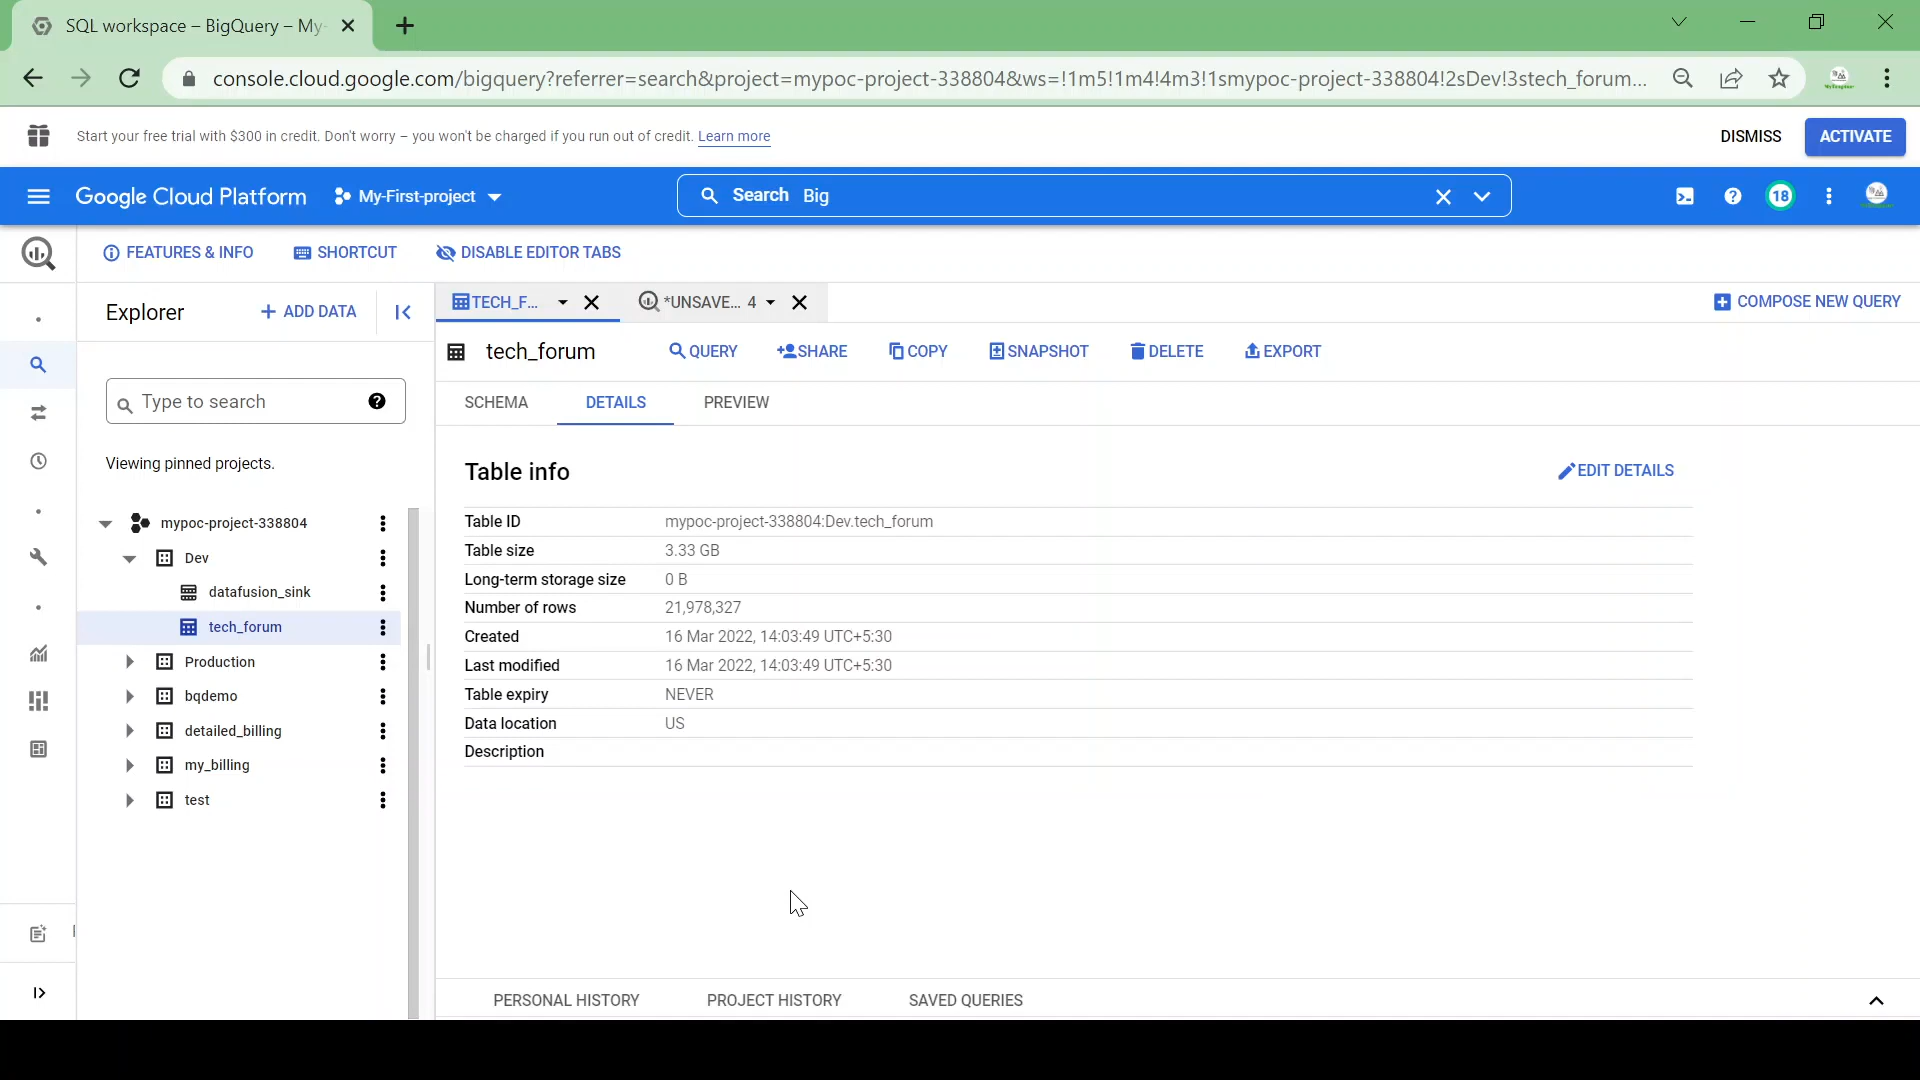 SQL workspace – BigQuery – My-
console.cloud.google.com/bigquery?referrer=search&project=mypoc-project-338804&ws=!1m5!1m4!4m3!1smypoc-project-338804!2sDev!3stech_forum...
Start your free trial with $300 in credit. Don't worry – you won't be charged if you run out of credit. Learn more
DISMISS
ACTIVATE
Google Cloud Platform
My-First-project
Search Big
18
FEATURES & INFO
SHORTCUT
DISABLE EDITOR TABS
Explorer
+ ADD DATA
TECH_F...
*UNSAVE... 4
COMPOSE NEW QUERY
tech_forum
QUERY
SHARE
COPY
SNAPSHOT
DELETE
EXPORT
Type to search
SCHEMA
DETAILS
PREVIEW
Viewing pinned projects.
mypoc-project-338804
Dev
datafusion_sink
tech_forum
Production
bqdemo
detailed_billing
my_billing
test
Table info
EDIT DETAILS
Table ID mypoc-project-338804:Dev.tech_forum
Table size 3.33 GB
Long-term storage size 0 B
Number of rows 21,978,327
Created 16 Mar 2022, 14:03:49 UTC+5:30
Last modified 16 Mar 2022, 14:03:49 UTC+5:30
Table expiry NEVER
Data location US
Description
PERSONAL HISTORY
PROJECT HISTORY
SAVED QUERIES